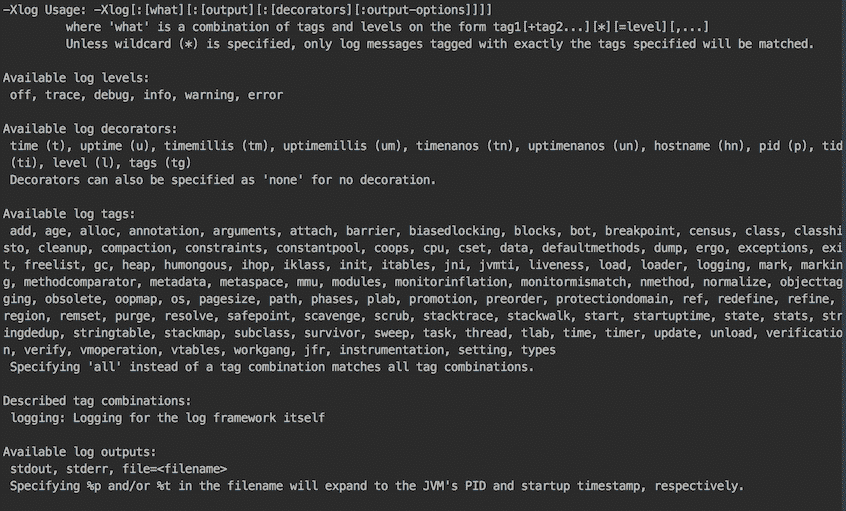 -Xlog Usage: -Xlog[:[what][:[output][:[decorators][:output-options]]]]
where 'what' is a combination of tags and levels on the form tag1[+tag2...][*][=level][,...]
Unless wildcard (*) is specified, only log messages tagged with exactly the tags specified will be matched.
Available log levels:
off, trace, debug, info, warning, error
Available log decorators:
time (t), uptime (u), timemillis (tm), uptimemillis (um), timenanos (tn), uptimenanos (un), hostname (hn), pid (p), tid
(ti), level (l), tags (tg)
Decorators can also be specified as 'none' for no decoration.
Available log tags:
add, age, alloc, annotation, arguments, attach, barrier, biasedlocking, blocks, bot, breakpoint, census, class, classhi
sto, cleanup, compaction, constraints, constantpool, coops, cpu, cset, data, defaultmethods, dump, ergo, exceptions, exi
t, freelist, gc, heap, humongous, ihop, iklass, init, itables, jni, jvmti, liveness, load, loader, logging, mark, markin
g, methodcomparator, metadata, metaspace, mmu, modules, monitorinflation, monitormismatch, nmethod, normalize, objecttag
ging, obsolete, oopmap, os, pagesize, path, phases, plab, promotion, preorder, protectiondomain, ref, redefine, refine,
region, remset, purge, resolve, safepoint, scavenge, scrub, stacktrace, stackwalk, start, startuptime, state, stats, str
ingdedup, stringtable, stackmap, subclass, survivor, sweep, task, thread, tlab, time, timer, update, unload, verificatio
n, verify, vmoperation, vtables, workgang, jfr, instrumentation, setting, types
Specifying 'all' instead of a tag combination matches all tag combinations.
Described tag combinations:
logging: Logging for the log framework itself
Available log outputs:
stdout, stderr, file=<filename>
Specifying %p and/or %t in the filename will expand to the JVM's PID and startup timestamp, respectively.